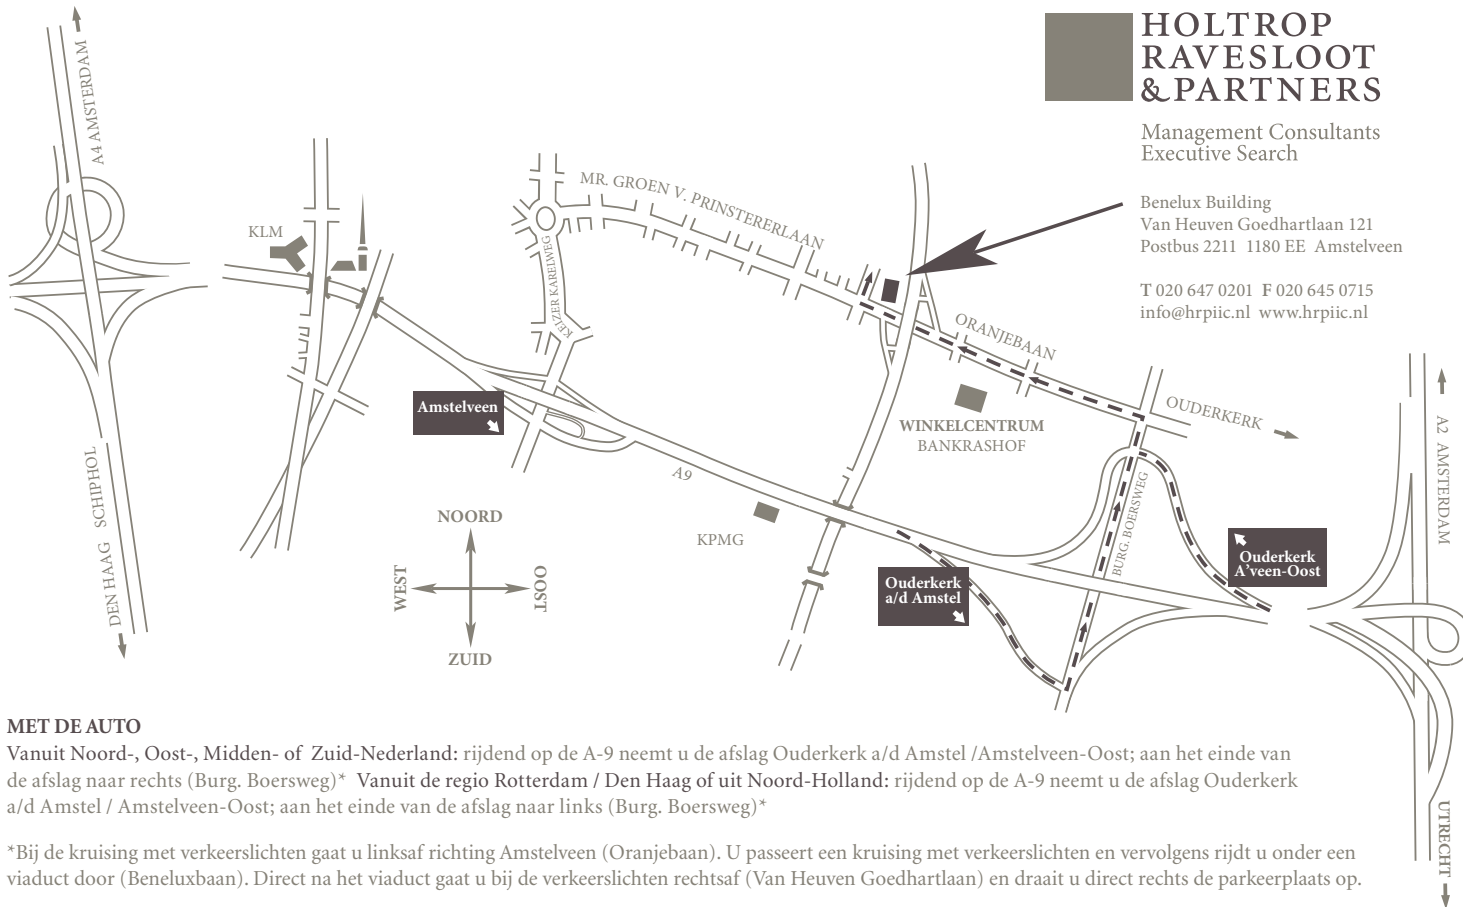 HOLTROP
RAVESLOOT
&PARTNERS
Management Consultants
Executive Search
Benelux Building
Van Heuven Goedhartlaan 121
Postbus 2211 1180 EE Amstelveen
T 020 647 0201 F 020 645 0715
info@hrpiic.nl www.hrpiic.nl
A4 AMSTERDAM
KLM
MR. GROEN V. PRINSTERERLAAN
KEIZER KARELWEG
ORANJEBAAN
OUDERKERK
Amstelveen
WINKELCENTRUM
BANKRASHOF
A9
KPMG
BURG. BOERSWEG
A2 AMSTERDAM
DEN HAAG SCHIPHOL
NOORD
WEST
OOST
ZUID
Ouderkerk
a/d Amstel
Ouderkerk
A'veen-Oost
UTRECHT
MET DE AUTO
Vanuit Noord-, Oost-, Midden- of Zuid-Nederland: rijdend op de A-9 neemt u de afslag Ouderkerk a/d Amstel /Amstelveen-Oost; aan het einde van
de afslag naar rechts (Burg. Boersweg)* Vanuit de regio Rotterdam / Den Haag of uit Noord-Holland: rijdend op de A-9 neemt u de afslag Ouderkerk
a/d Amstel / Amstelveen-Oost; aan het einde van de afslag naar links (Burg. Boersweg)*
*Bij de kruising met verkeerslichten gaat u linksaf richting Amstelveen (Oranjebaan). U passeert een kruising met verkeerslichten en vervolgens rijdt u onder een
viaduct door (Beneluxbaan). Direct na het viaduct gaat u bij de verkeerslichten rechtsaf (Van Heuven Goedhartlaan) en draait u direct rechts de parkeerplaats op.